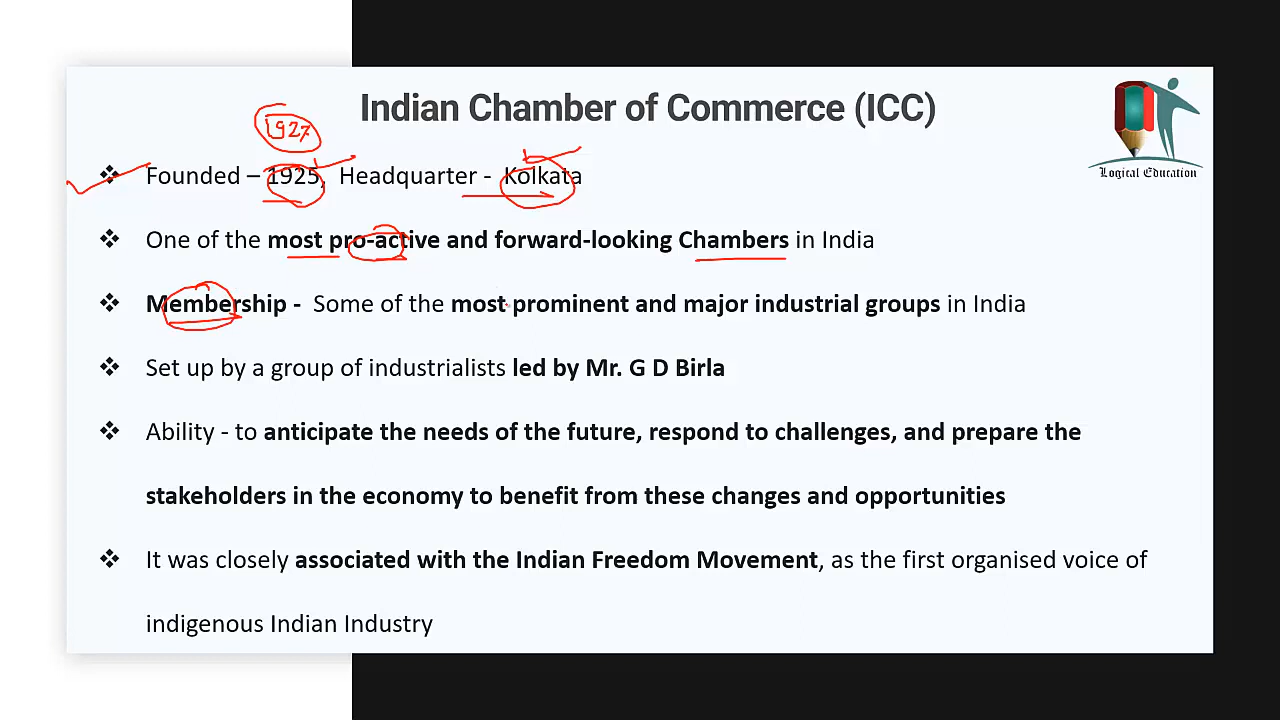 Indian Chamber of Commerce (ICC)
1927
❖ Founded – 1925, Headquarter - Kolkata
Logical Education
❖ One of the most pro-active and forward-looking Chambers in India
❖ Membership - Some of the most prominent and major industrial groups in India
❖ Set up by a group of industrialists led by Mr. G D Birla
❖ Ability - to anticipate the needs of the future, respond to challenges, and prepare the
stakeholders in the economy to benefit from these changes and opportunities
❖ It was closely associated with the Indian Freedom Movement, as the first organised voice of
indigenous Indian Industry